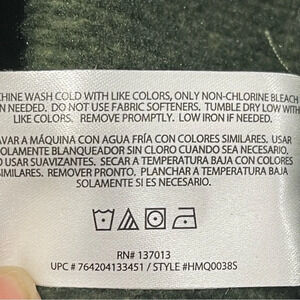 CHINE WASH COLD WITH LIKE COLORS, ONLY NON-CHLORINE BLEACH
EN NEEDED. DO NOT USE FABRIC SOFTENERS. TUMBLE DRY LOW WITH
LIKE COLORS. REMOVE PROMPTLY. LOW IRON IF NEEDED.
AVAR A MÁQUINA CON AGUA FRÍA CON COLORES SIMILARES, USAR
OLAMENTE BLANQUEADOR SIN CLORO CUANDO SEA NECESARIO,
O USAR SUAVIZANTES. SECAR A TEMPERATURA BAJA CON COLORES
IMILARES. REMOVER PRONTO, PLANCHAR A TEMPERATURA BAJA
SOLAMENTE SI ES NECESARIO.
RN# 137013
UPC # 764204133451 / STYLE #HMQ0038S